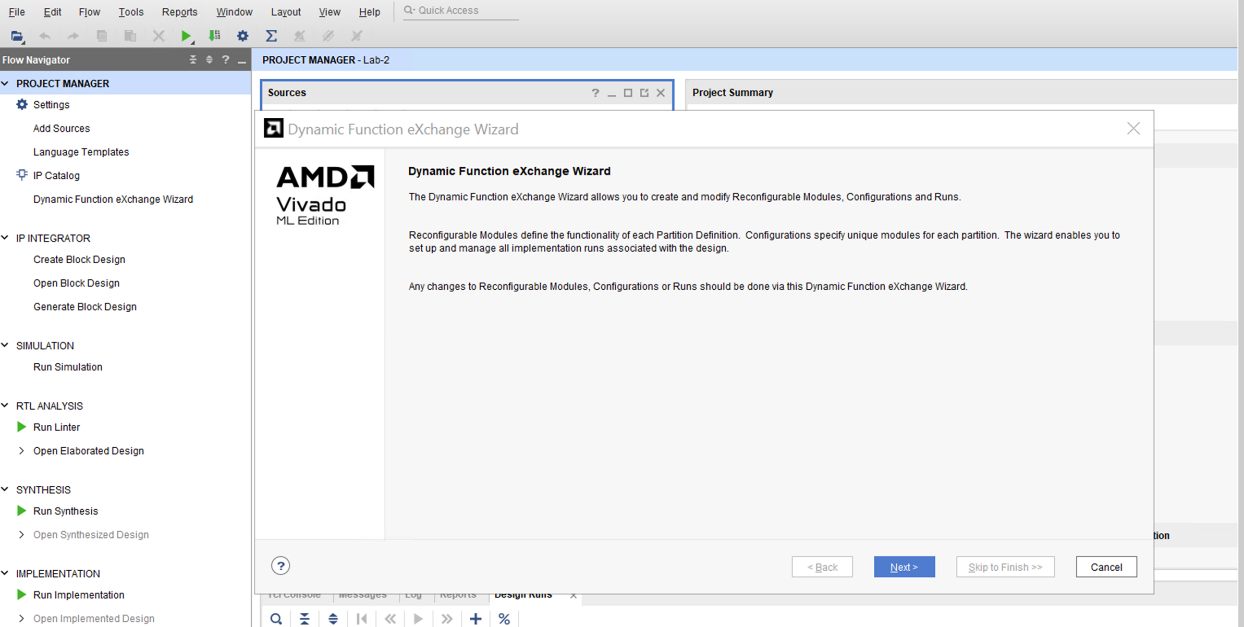 File Edit Flow Tools Reports Window Layout View Help Quick Access
Flow Navigator ?
PROJECT MANAGER - Lab-2
PROJECT MANAGER
Settings
Add Sources
Language Templates
IP Catalog
Dynamic Function eXchange Wizard
IP INTEGRATOR
Create Block Design
Open Block Design
Generate Block Design
SIMULATION
Run Simulation
RTL ANALYSIS
Run Linter
Open Elaborated Design
SYNTHESIS
Run Synthesis
Open Synthesized Design
IMPLEMENTATION
Run Implementation
Open Implemented Design
Sources ?
Project Summary
Dynamic Function eXchange Wizard
AMD
Vivado
ML Edition
Dynamic Function eXchange Wizard
The Dynamic Function eXchange Wizard allows you to create and modify Reconfigurable Modules, Configurations and Runs.
Reconfigurable Modules define the functionality of each Partition Definition. Configurations specify unique modules for each partition. The wizard enables you to
set up and manage all implementation runs associated with the design.
Any changes to Reconfigurable Modules, Configurations or Runs should be done via this Dynamic Function eXchange Wizard.
?
< Back Next > Skip to Finish >> Cancel
tion
Tcl Console Messages Log Reports Design Runs
%